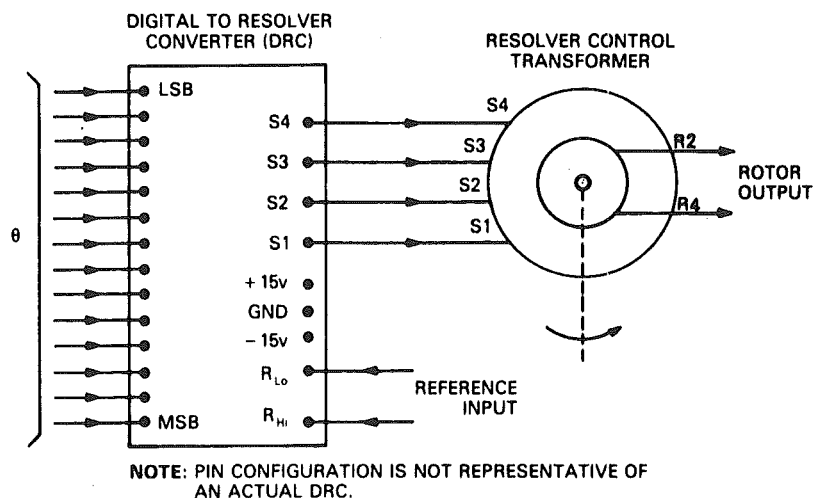 DIGITAL TO RESOLVER
CONVERTER (DRC)
RESOLVER CONTROL
TRANSFORMER
LSB
S4
S4
S3
S3
R2
ROTOR
OUTPUT
S2
S2
R4
θ
S1
S1
+ 15v
GND
- 15v
RLo
REFERENCE
INPUT
MSB
RHI
NOTE: PIN CONFIGURATION IS NOT REPRESENTATIVE OF
AN ACTUAL DRC.